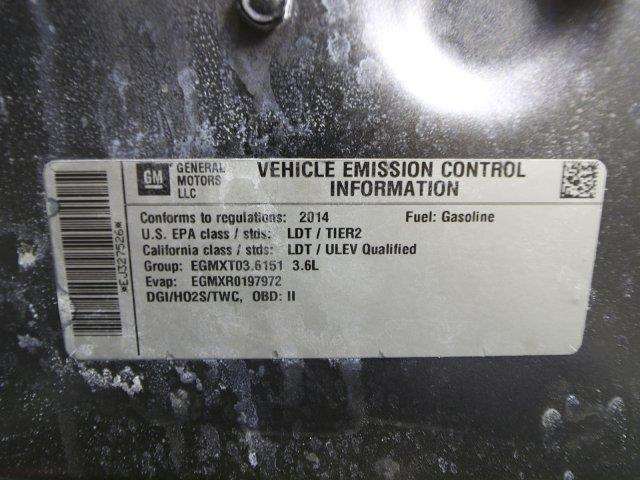 GM GENERAL MOTORS LLC
VEHICLE EMISSION CONTROL
INFORMATION
Conforms to regulations: 2014 Fuel: Gasoline
U.S. EPA class / stds: LDT / TIER2
California class / stds: LDT / ULEV Qualified
Group: EGMXT03.6151 3.6L
Evap: EGMXR0197972
DGI/HO2S/TWC, OBD: II
*EJ327526*